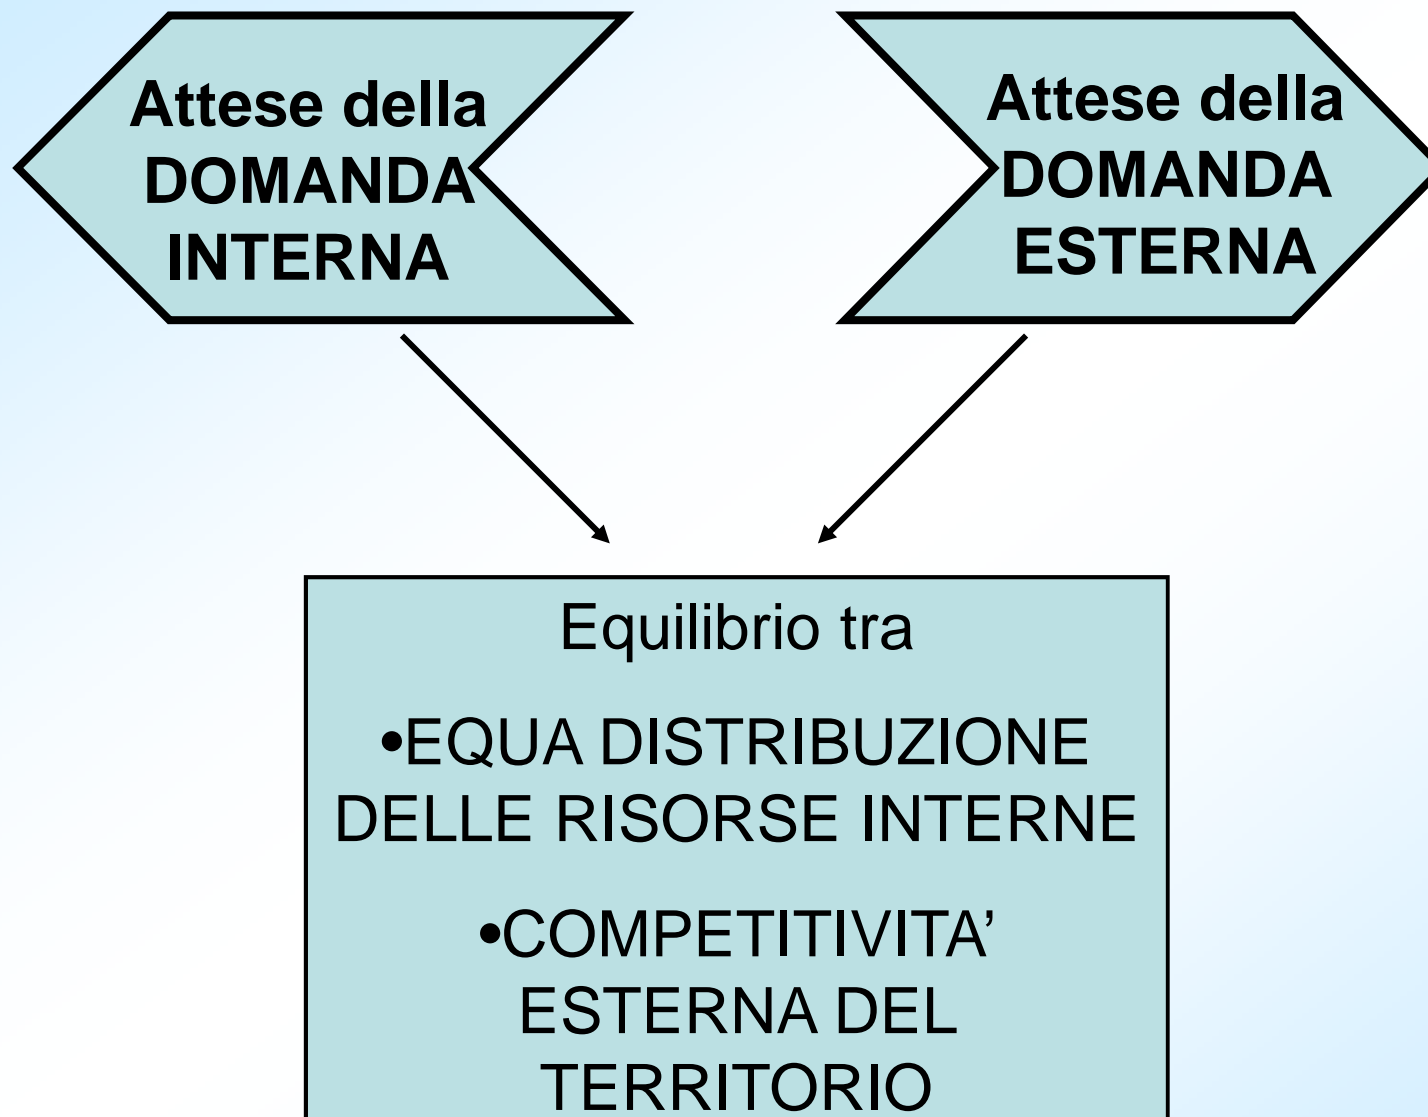 Attese della
DOMANDA
INTERNA
Attese della
DOMANDA
ESTERNA
Equilibrio tra
•EQUA DISTRIBUZIONE
DELLE RISORSE INTERNE
•COMPETITIVITA’
ESTERNA DEL
TERRITORIO